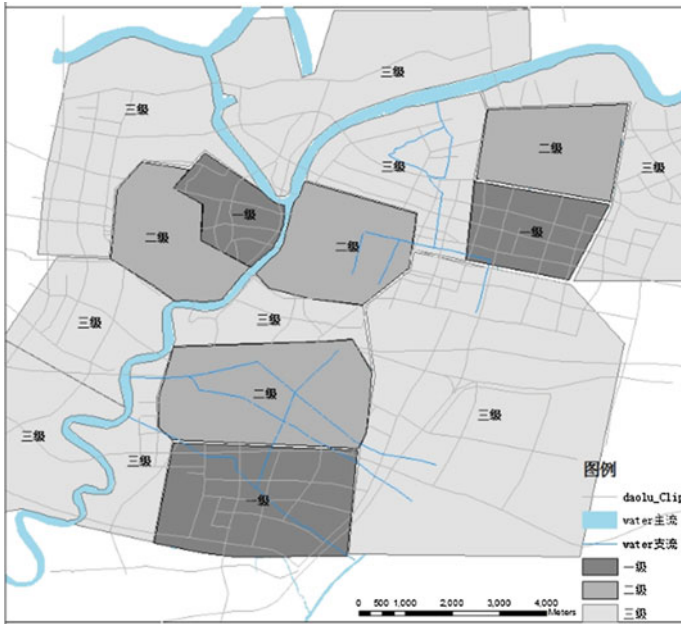 三级
三级
二级
三级
三级
一级
一级
二级
二级
三级
三级
二级
三级
三级
三级
一级
图例
daolu_Clip
water主流
water支流
一级
二级
三级
0 500 1,000 2,000 3,000 4,000
Meters